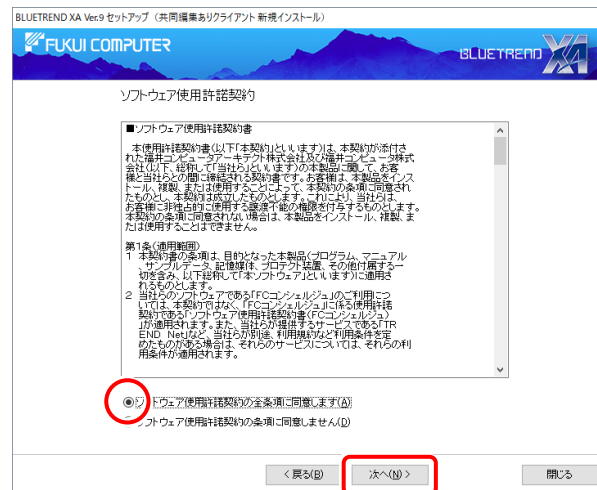 BLUETREND XA Ver.9 セットアップ（共同編集ありクライアント 新規インストール）
FUKUI COMPUTER
BLUETREND XA
ソフトウェア使用許諾契約
■ソフトウェア使用許諾契約書
本使用許諾契約書(以下「本契約」といいます)は、本契約が添付さ
れた福井コンピュータアーキテクト株式会社及び福井コンピュータ株式
会社(以下、総称して「当社ら」といいます)の本製品に関して、お客
様と当社らとの間に締結される契約書です。お客様は、本製品をインス
トール、複製、または使用することによって、本契約の条項に同意され
たものとし、本契約は成立したものとします。これにより、当社らは、
お客様に非独占的に使用する譲渡不能の権限を付与するものとします。
本契約の条項に同意されない場合は、本製品をインストール、複製、ま
たは使用することはできません。
第1条(適用範囲)
1 本契約書の条項は、目的となった本製品(プログラム、マニュアル
、サンプルデータ、記憶媒体、プロテクト装置、その他付属する一
切を含み、以下総称して「本ソフトウェア」といいます)に適用さ
れるものとします。
2 当社らのソフトウェアである「FCコンシェルジュ」のご利用につ
いては、本契約ではなく、「FCコンシェルジュ」に係る使用許諾
契約である「ソフトウェア使用許諾契約書(FCコンシェルジュ)
」が適用されます。また、当社らが提供するサービスである「TR
END Net」など、当社らが別途、利用規約など利用条件を定
めたものがある場合は、それらのサービスについては、それらの利
用条件が適用されます。
ソフトウェア使用許諾契約の全条項に同意します(A)
ソフトウェア使用許諾契約の条項に同意しません(D)
< 戻る(B)
次へ(N) >
閉じる